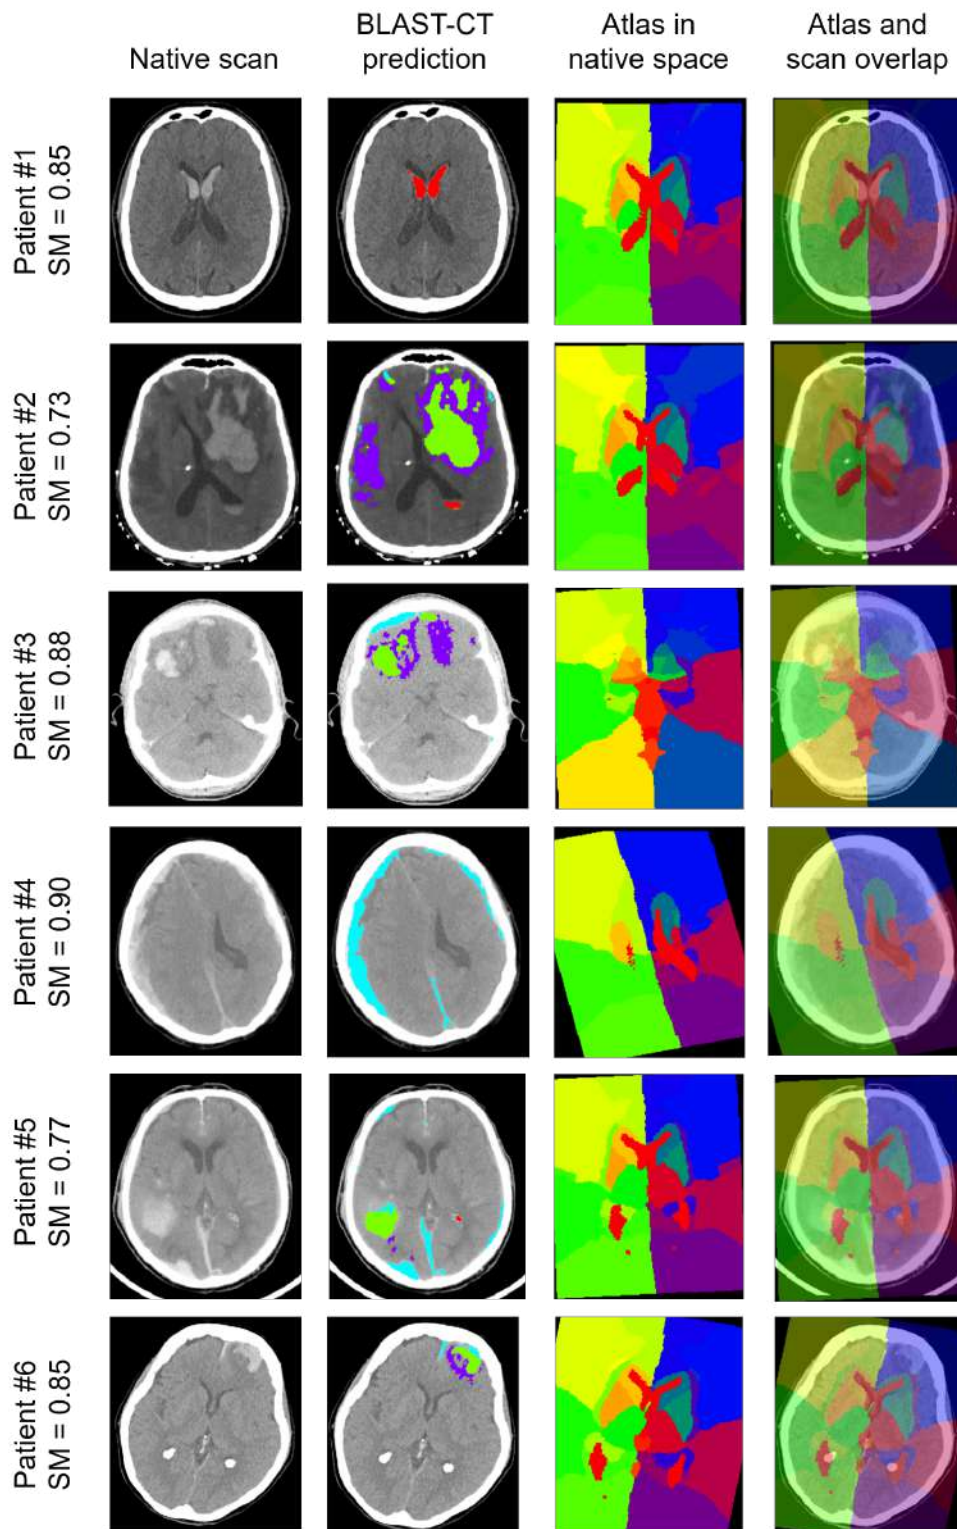 Native scan
BLAST-CT
prediction
Atlas in
native space
Atlas and
scan overlap
Patient #1
SM = 0.85
Patient #2
SM = 0.73
Patient #3
SM = 0.88
Patient #4
SM = 0.90
Patient #5
SM = 0.77
Patient #6
SM = 0.85